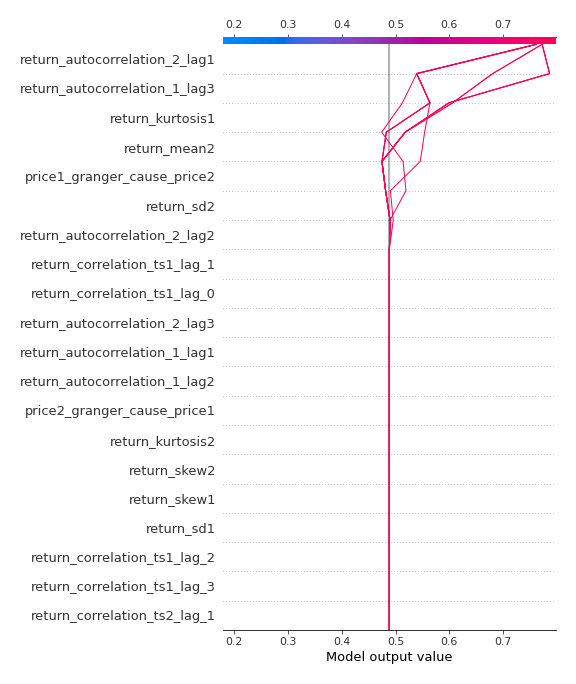 0.2 0.3 0.4 0.5 0.6 0.7
return_autocorrelation_2_lag1
return_autocorrelation_1_lag3
return_kurtosis1
return_mean2
price1_granger_cause_price2
return_sd2
return_autocorrelation_2_lag2
return_correlation_ts1_lag_1
return_correlation_ts1_lag_0
return_autocorrelation_2_lag3
return_autocorrelation_1_lag1
return_autocorrelation_1_lag2
price2_granger_cause_price1
return_kurtosis2
return_skew2
return_skew1
return_sd1
return_correlation_ts1_lag_2
return_correlation_ts1_lag_3
return_correlation_ts2_lag_1
0.2 0.3 0.4 0.5 0.6 0.7
Model output value